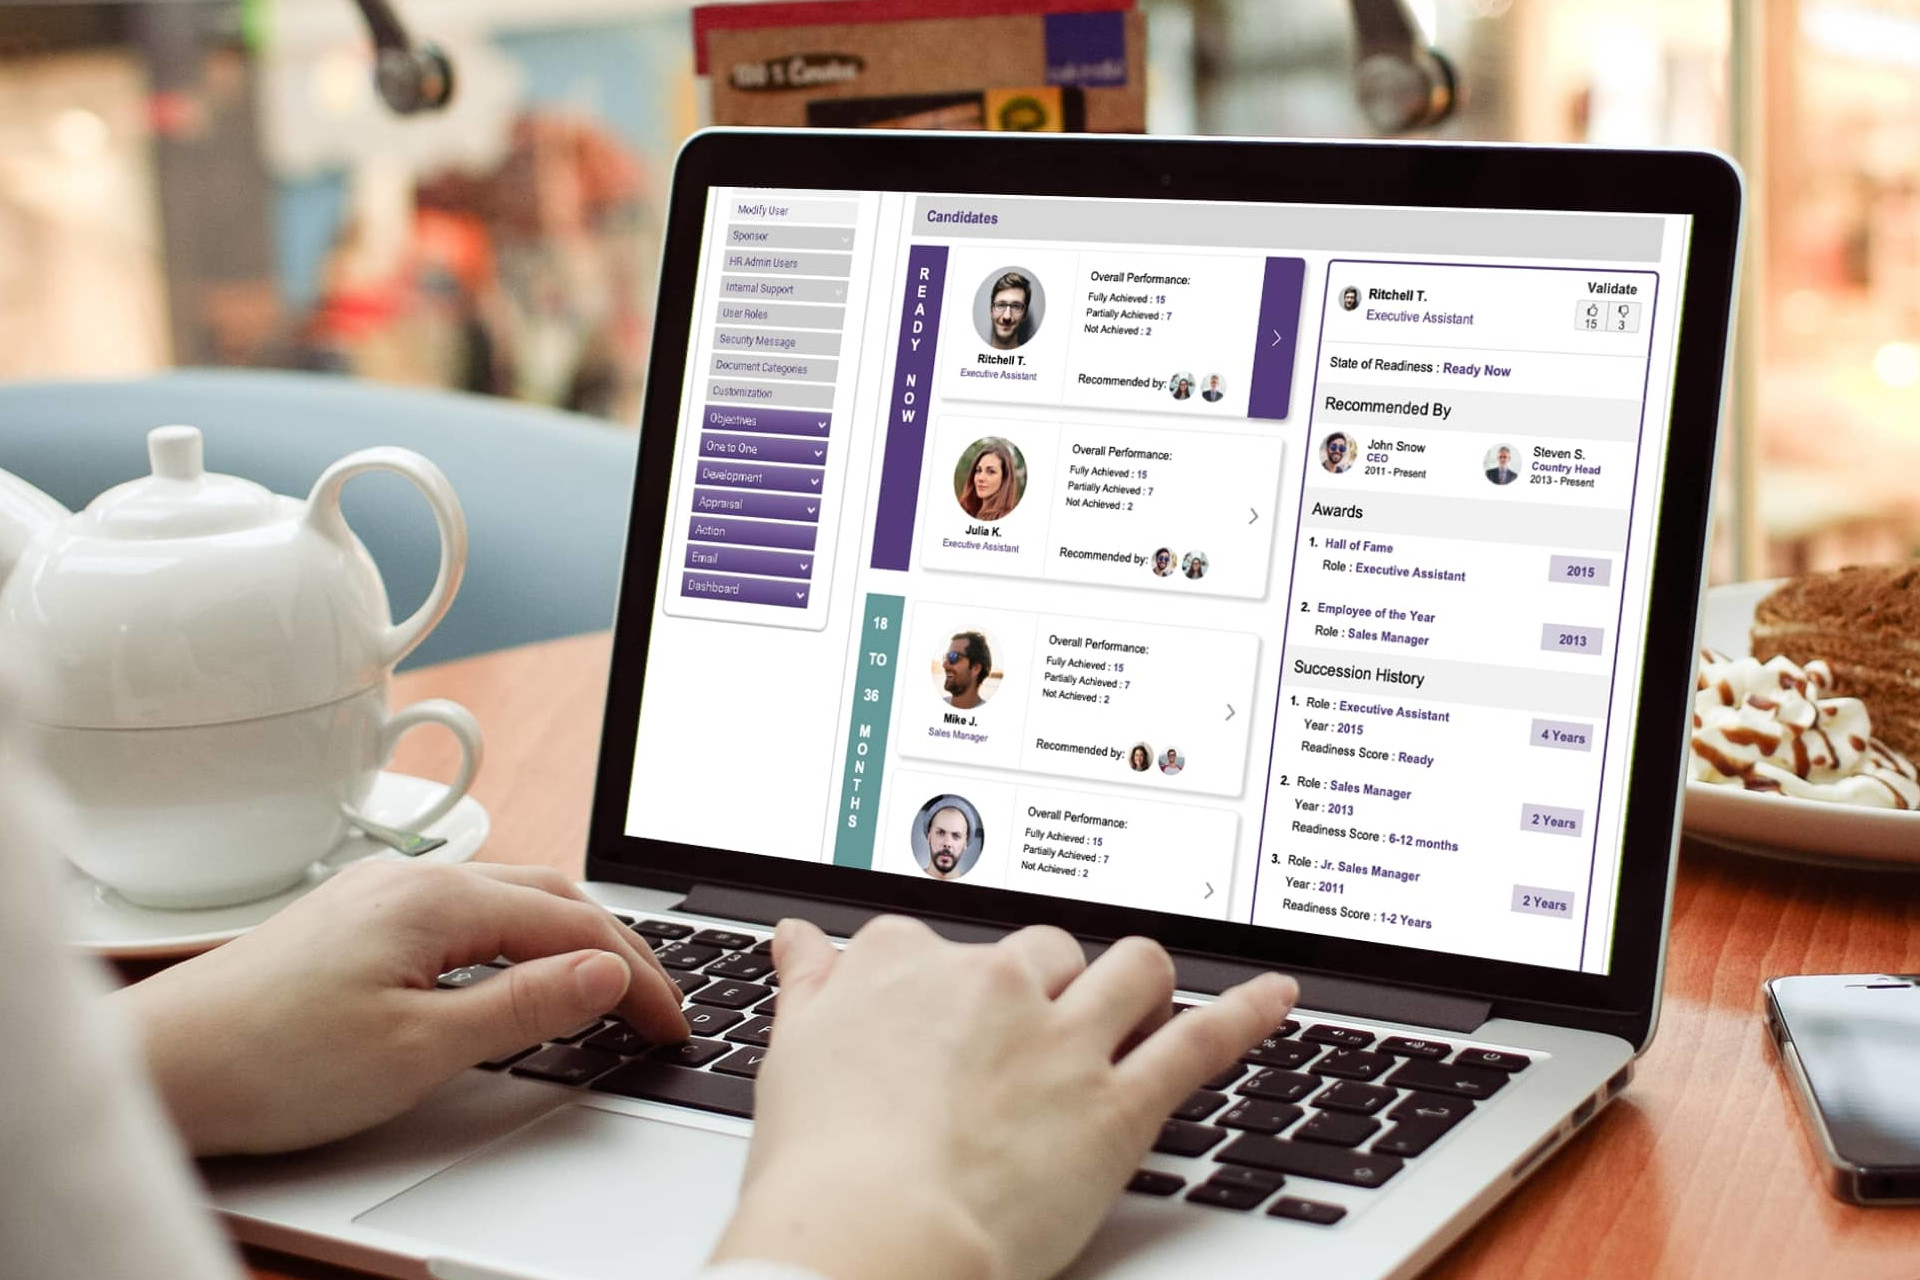 Modify User
Sponsor
HR Admin Users
Internal Support
User Roles
Security Message
Document Categories
Customization
Objectives
One to One
Development
Appraisal
Action
Email
Dashboard
Candidates
READY NOW
Overall Performance:
Fully Achieved : 15
Partially Achieved : 7
Not Achieved : 2
Ritchell T.
Executive Assistant
Recommended by:
Overall Performance:
Fully Achieved : 15
Partially Achieved : 7
Not Achieved : 2
Julia K.
Executive Assistant
Recommended by:
18
TO
36
MONTHS
Overall Performance:
Fully Achieved : 15
Partially Achieved : 7
Not Achieved : 2
Mike J.
Sales Manager
Recommended by:
Overall Performance:
Fully Achieved : 15
Partially Achieved : 7
Not Achieved : 2
Ritchell T.
Executive Assistant
Validate
15 3
State of Readiness : Ready Now
Recommended By
John Snow
CEO
2011 - Present
Steven S.
Country Head
2013 - Present
Awards
1. Hall of Fame
Role : Executive Assistant
2015
2. Employee of the Year
Role : Sales Manager
2013
Succession History
1. Role : Executive Assistant
Year : 2015
Readiness Score : Ready
4 Years
2. Role : Sales Manager
Year : 2013
Readiness Score : 6-12 months
2 Years
3. Role : Jr. Sales Manager
Year : 2011
Readiness Score : 1-2 Years
2 Years
E
D
X
C
V